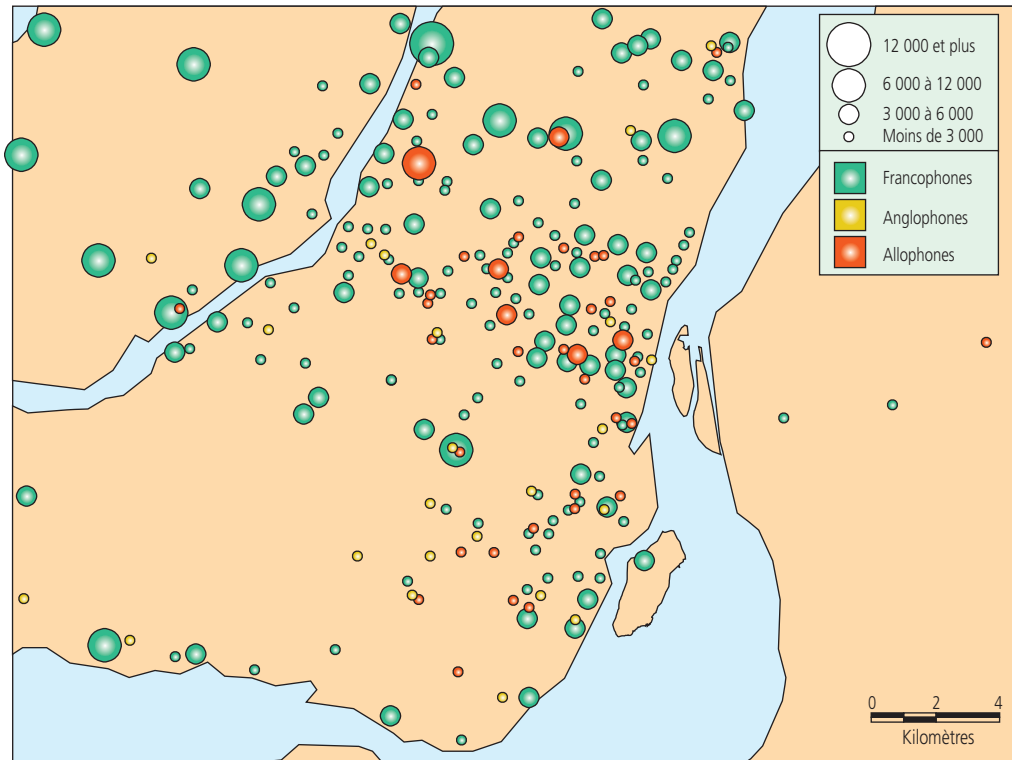 12 000 et plus
6 000 à 12 000
3 000 à 6 000
Moins de 3 000
Francophones
Anglophones
Allophones
0 2 4
Kilomètres